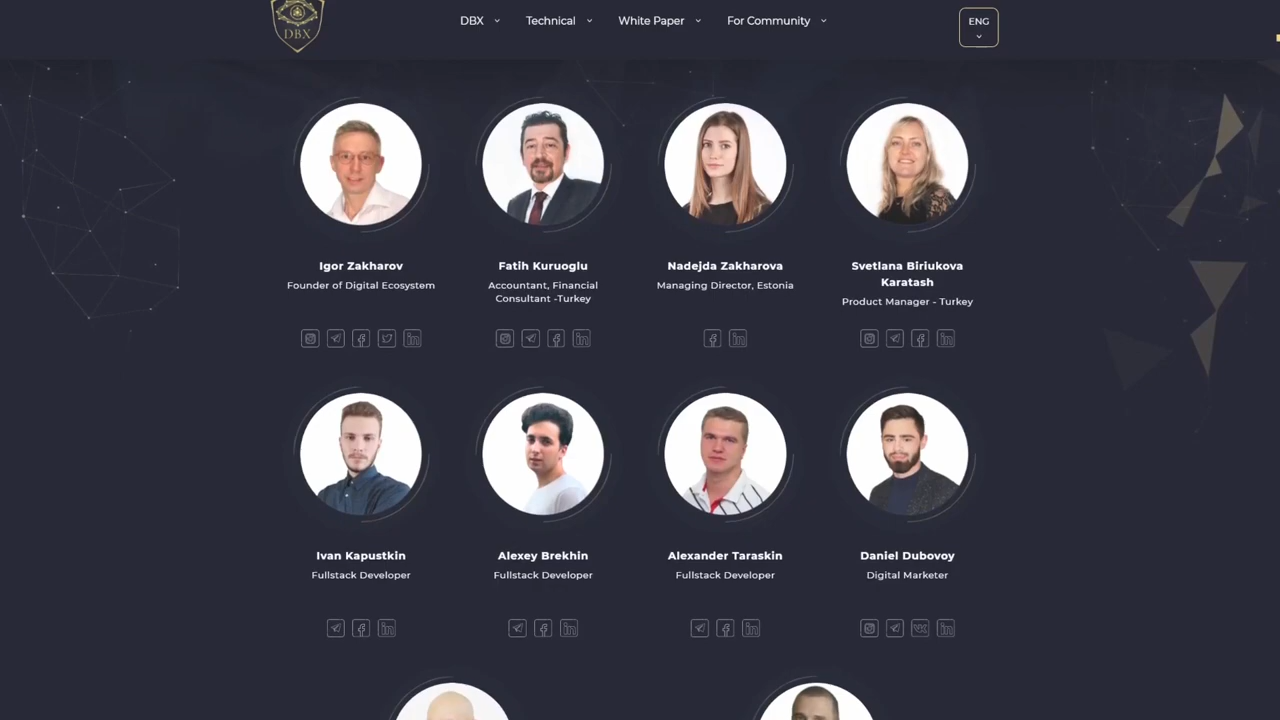 DBX
DBX
Technical
White Paper
For Community
ENG
Igor Zakharov
Founder of Digital Ecosystem
Fatih Kuruoglu
Accountant, Financial
Consultant -Turkey
Nadejda Zakharova
Managing Director, Estonia
Svetlana Biriukova
Karatash
Product Manager - Turkey
Ivan Kapustkin
Fullstack Developer
Alexey Brekhin
Fullstack Developer
Alexander Taraskin
Fullstack Developer
Daniel Dubovoy
Digital Marketer